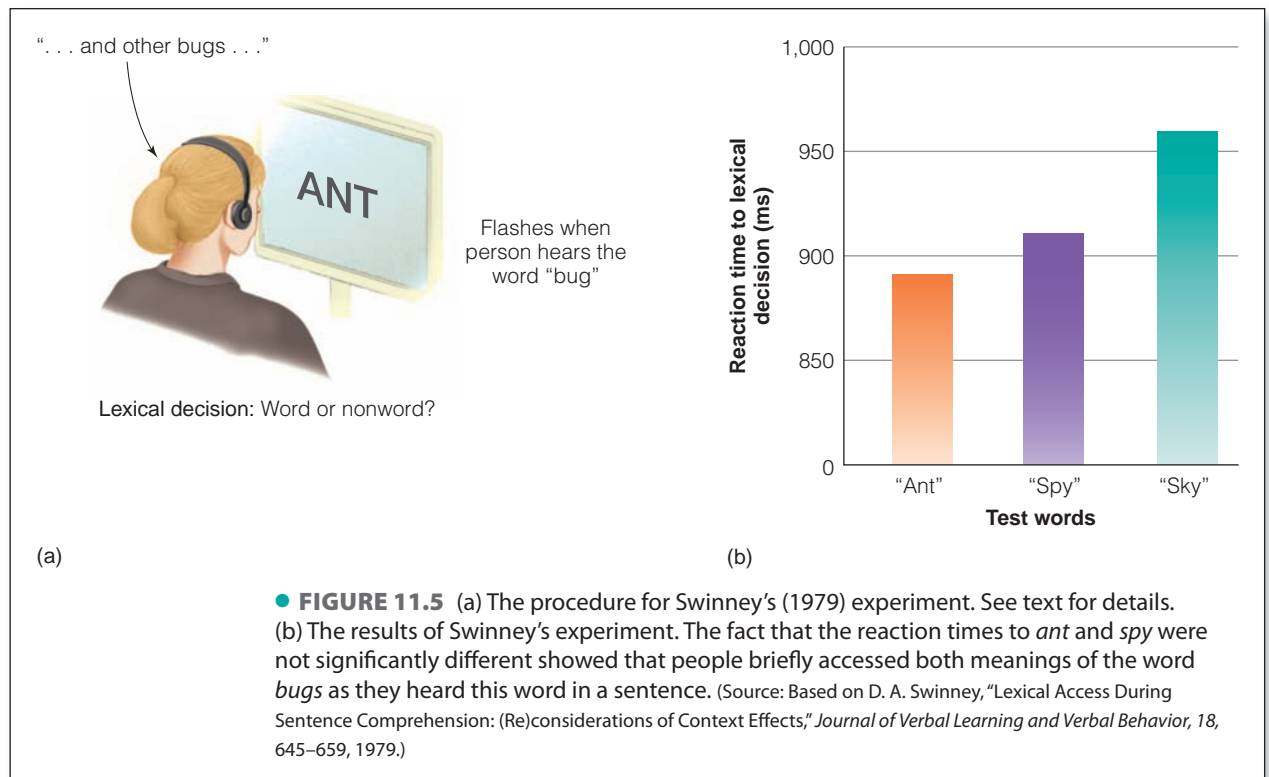 “. . . and other bugs . . .”
ANT
Flashes when
person hears the
word “bug”
Lexical decision: Word or nonword?
(a)
Reaction time to lexical
decision (ms)
1,000
950
900
850
0
“Ant” “Spy” “Sky”
Test words
(b)
● FIGURE 11.5 (a) The procedure for Swinney’s (1979) experiment. See text for details.
(b) The results of Swinney’s experiment. The fact that the reaction times to ant and spy were
not significantly different showed that people briefly accessed both meanings of the word
bugs as they heard this word in a sentence. (Source: Based on D. A. Swinney, “Lexical Access During
Sentence Comprehension: (Re)considerations of Context Effects,” Journal of Verbal Learning and Verbal Behavior, 18,
645–659, 1979.)